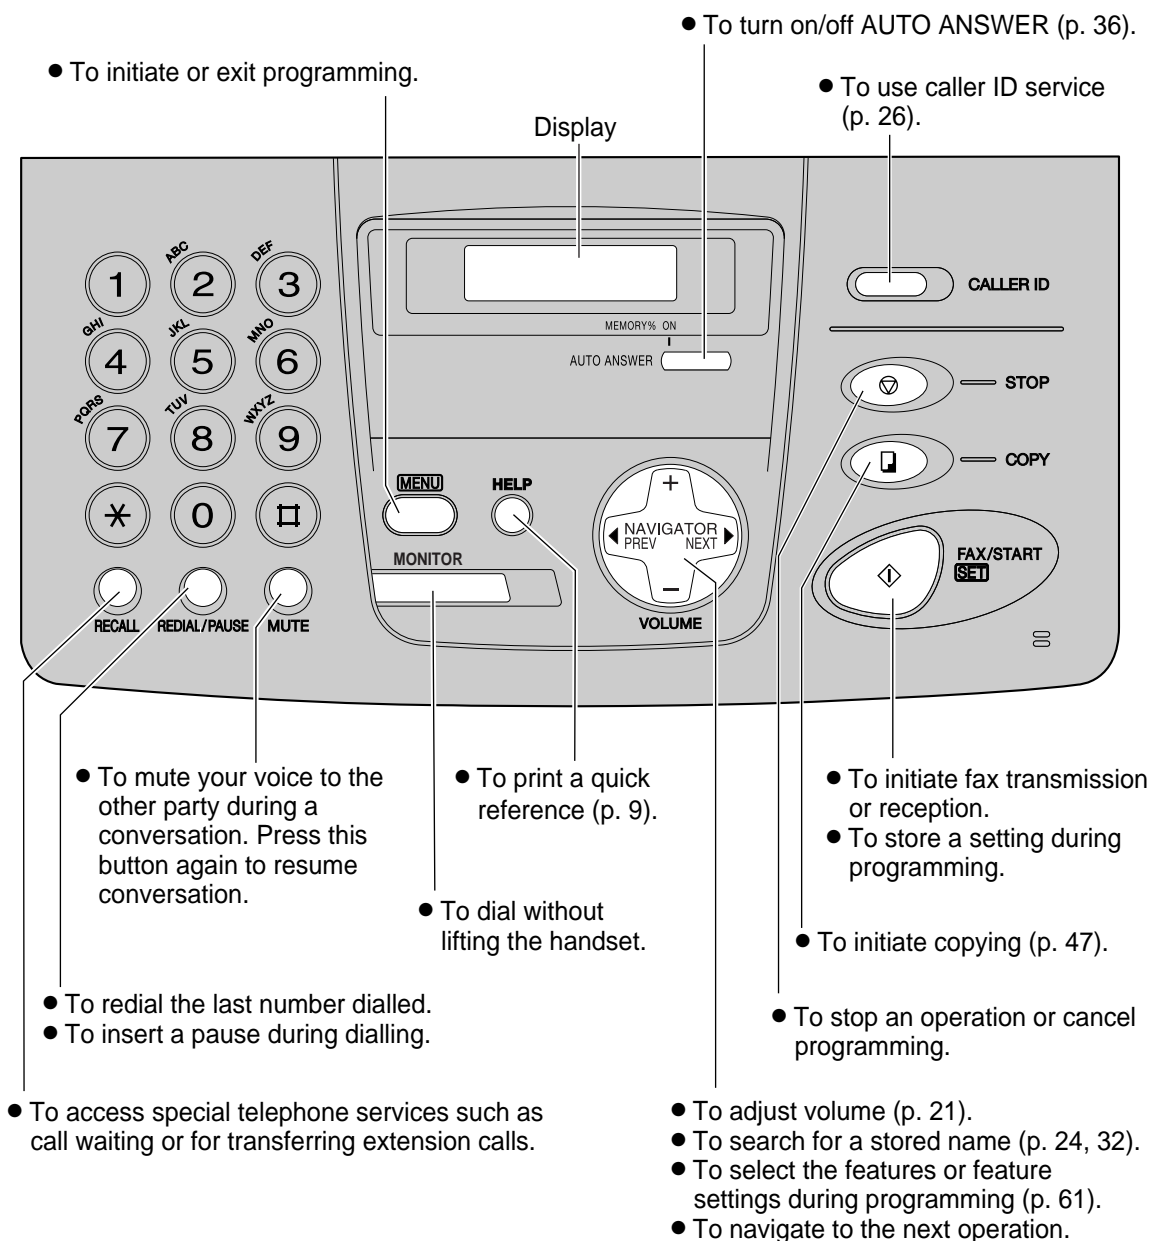 ● To turn on/off AUTO ANSWER (p. 36).
● To initiate or exit programming.
● To use caller ID service
(p. 26).
Display
1
ABC
2
DEF
3
GHI
4
JKL
5
MNO
6
PQRS
7
TUV
8
WXYZ
9
0
RECALL
REDIAL/PAUSE
MUTE
MEMORY% ON
AUTO ANSWER
MENU
HELP
MONITOR
+
NAVIGATOR
PREV NEXT
−
VOLUME
CALLER ID
STOP
COPY
FAX/START
SET
● To mute your voice to the
other party during a
conversation. Press this
button again to resume
conversation.
● To print a quick
reference (p. 9).
● To initiate fax transmission
or reception.
● To store a setting during
programming.
● To dial without
lifting the handset.
● To initiate copying (p. 47).
● To redial the last number dialled.
● To insert a pause during dialling.
● To stop an operation or cancel
programming.
● To access special telephone services such as
call waiting or for transferring extension calls.
● To adjust volume (p. 21).
● To search for a stored name (p. 24, 32).
● To select the features or feature
settings during programming (p. 61).
● To navigate to the next operation.